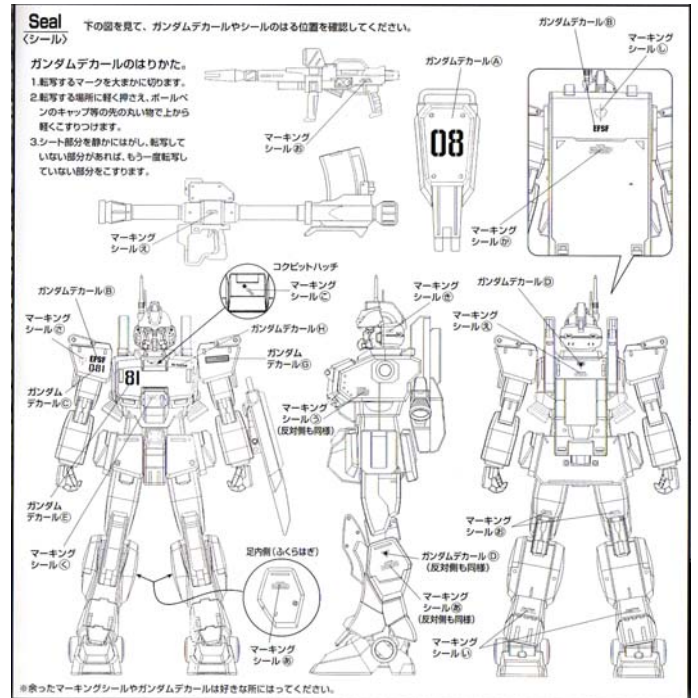 Seal
〈シール〉
下の図を見て、ガンダムデカールやシールのはる位置を確認してください。
ガンダムデカールのはりかた。
1.転写するマークを大まかに切ります。
2.転写する場所に軽く押さえ、ボールペ
ンのキャップ等の先の丸い物で上から
軽くこすりつけます。
3.シート部分を静かにはがし、転写して
いない部分があれば、もう一度転写し
ていない部分をこすります。
マーキング
シールお
ガンダムデカールⒶ
08
ガンダムデカールⒷ
マーキング
シールし
EFSF
マーキング
シールか
マーキング
シールえ
コクピットハッチ
マーキング
シールこ
ガンダムデカールⒷ
マーキング
シールさ
EFSF
081
81
ガンダムデカールⒽ
ガンダム
デカールⒼ
ガンダム
デカールⒸ
ガンダム
デカールⒺ
マーキング
シールく
足内側(ふくらはぎ)
マーキング
シールあ
マーキング
シールき
マーキング
シールう
(反対側も同様)
ガンダムデカールⒹ
(反対側も同様)
マーキング
シールあ
(反対側も同様)
ガンダムデカールⒹ
マーキング
シールえ
マーキング
シールお
マーキング
シールい
※余ったマーキングシールやガンダムデカールは好きな所にはってください。